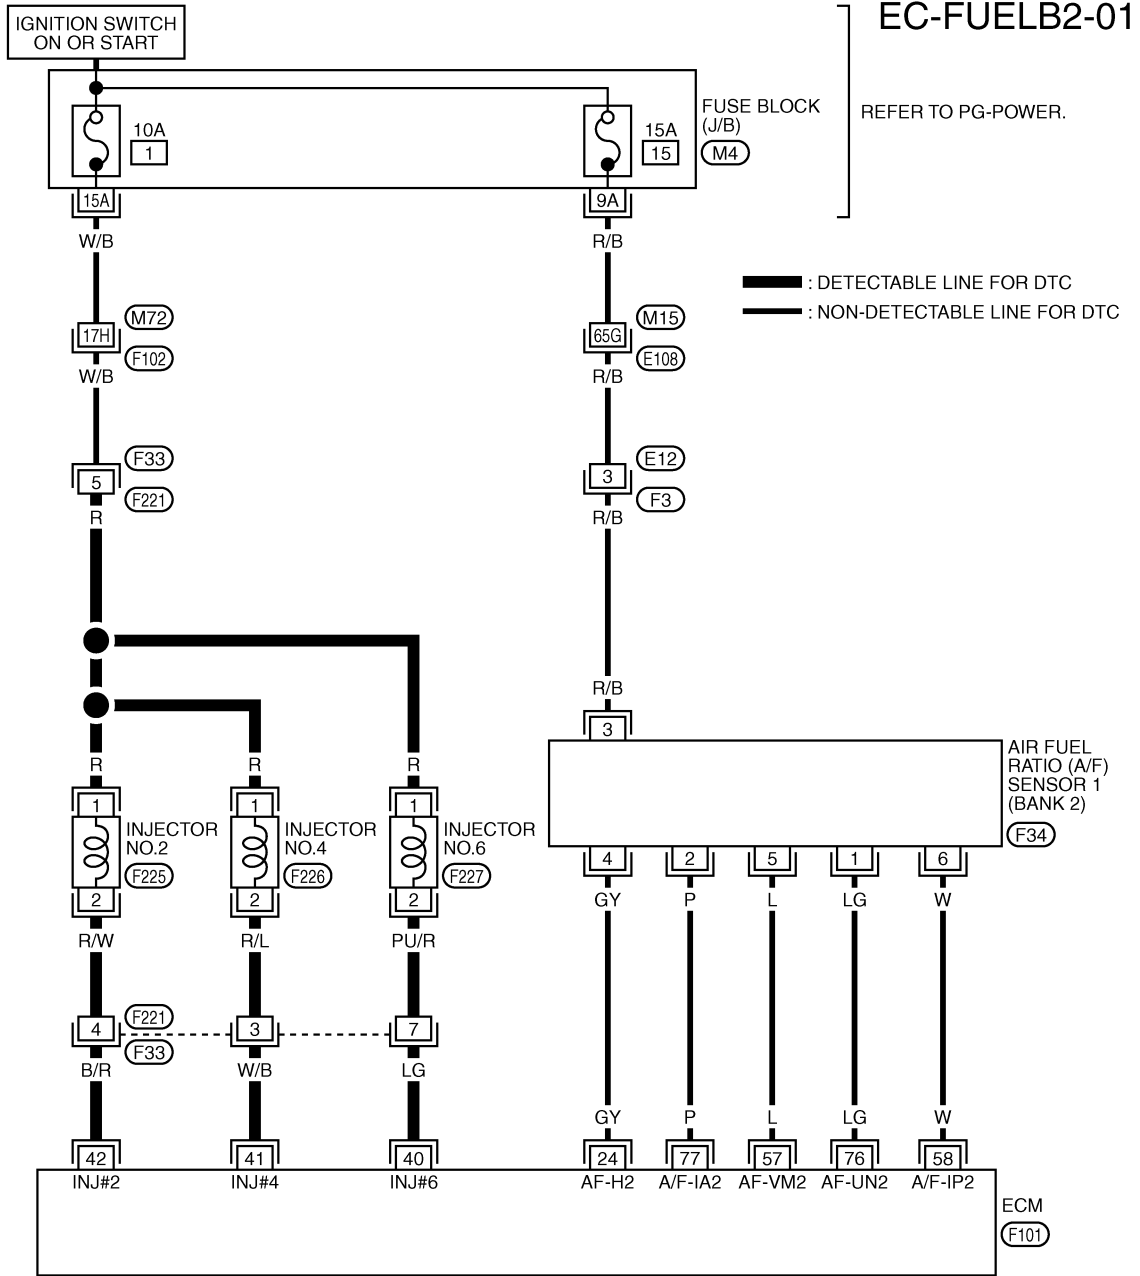 EC-FUELB2-01
IGNITION SWITCH
ON OR START
FUSE BLOCK
(J/B)
M4
REFER TO PG-POWER.
10A
1
15A
15
15A
9A
W/B
R/B
: DETECTABLE LINE FOR DTC
: NON-DETECTABLE LINE FOR DTC
17H
M72
F102
65G
M15
E108
W/B
R/B
5
F33
F221
3
E12
F3
R
R/B
R/B
3
AIR FUEL
RATIO (A/F)
SENSOR 1
(BANK 2)
F34
R
R
R
1
1
1
INJECTOR
NO.2
F225
INJECTOR
NO.4
F226
INJECTOR
NO.6
F227
2
2
2
4
2
5
1
6
GY
P
L
LG
W
R/W
R/L
PU/R
4
F221
F33
3
7
B/R
W/B
LG
GY
P
L
LG
W
42
41
40
24
77
57
76
58
INJ#2
INJ#4
INJ#6
AF-H2
A/F-IA2
AF-VM2
AF-UN2
A/F-IP2
ECM
F101